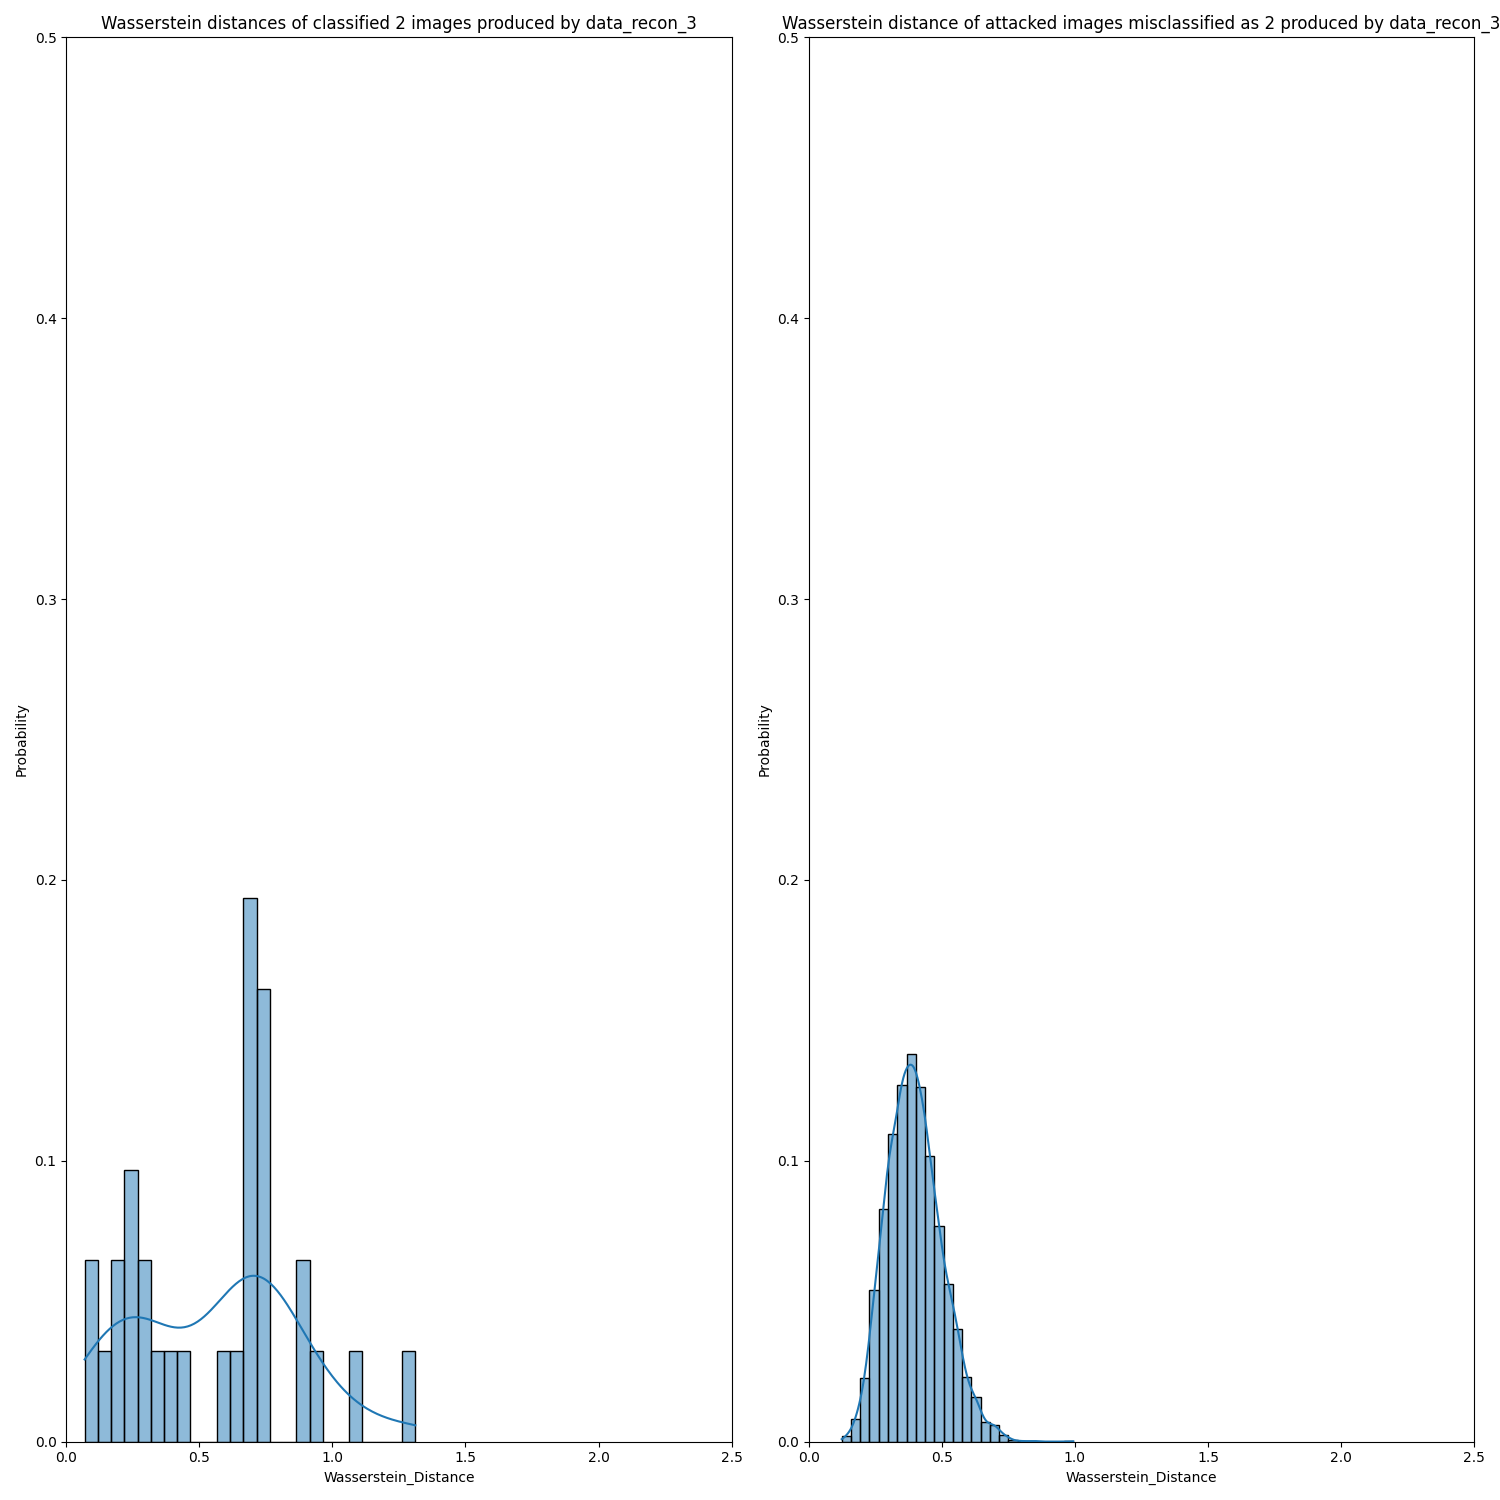 Wasserstein distances of classified 2 images produced by data_recon_3
0.5
0.4
0.3
0.2
0.1
0.0
Probability
0.0 0.5 1.0 1.5 2.0 2.5
Wasserstein_Distance
Wasserstein distance of attacked images misclassified as 2 produced by data_recon_3
0.5
0.4
0.3
0.2
0.1
0.0
Probability
0.0 0.5 1.0 1.5 2.0 2.5
Wasserstein_Distance